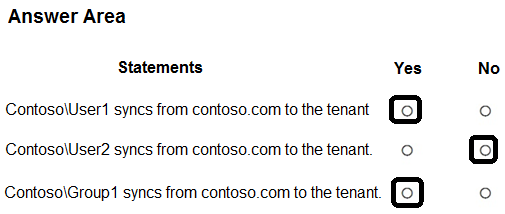 Answer Area
Statements Yes No
Contoso\User1 syncs from contoso.com to the tenant
Contoso\User2 syncs from contoso.com to the tenant.
Contoso\Group1 syncs from contoso.com to the tenant.